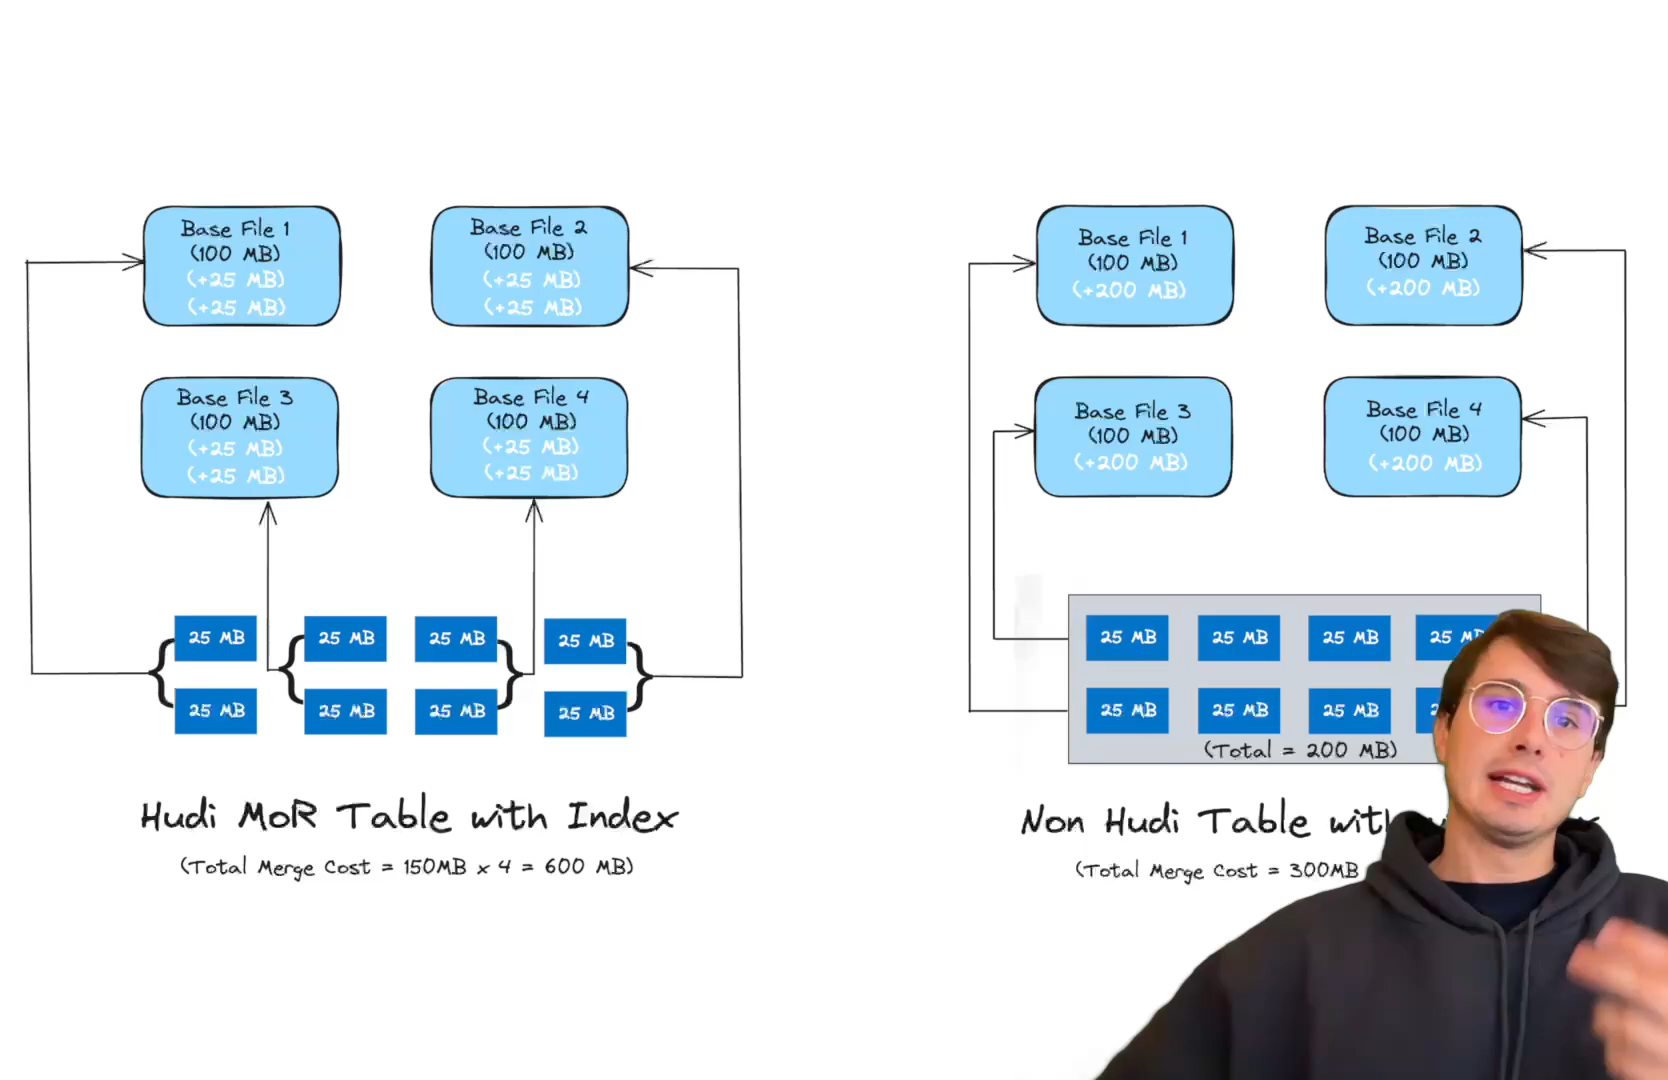 Base File 1
(100 MB)
(+25 MB)
(+25 MB)
Base File 2
(100 MB)
(+25 MB)
(+25 MB)
Base File 3
(100 MB)
(+25 MB)
(+25 MB)
Base File 4
(100 MB)
(+25 MB)
(+25 MB)
25 MB
25 MB
25 MB
25 MB
25 MB
25 MB
25 MB
25 MB
Hudi MoR Table with Index
(Total Merge Cost = 150MB x 4 = 600 MB)
Base File 1
(100 MB)
(+200 MB)
Base File 2
(100 MB)
(+200 MB)
Base File 3
(100 MB)
(+200 MB)
Base File 4
(100 MB)
(+200 MB)
25 MB
25 MB
25 MB
25
25 MB
25 MB
25 MB
(Total = 200 MB)
Non Hudi Table
(Total Merge Cost = 300MB